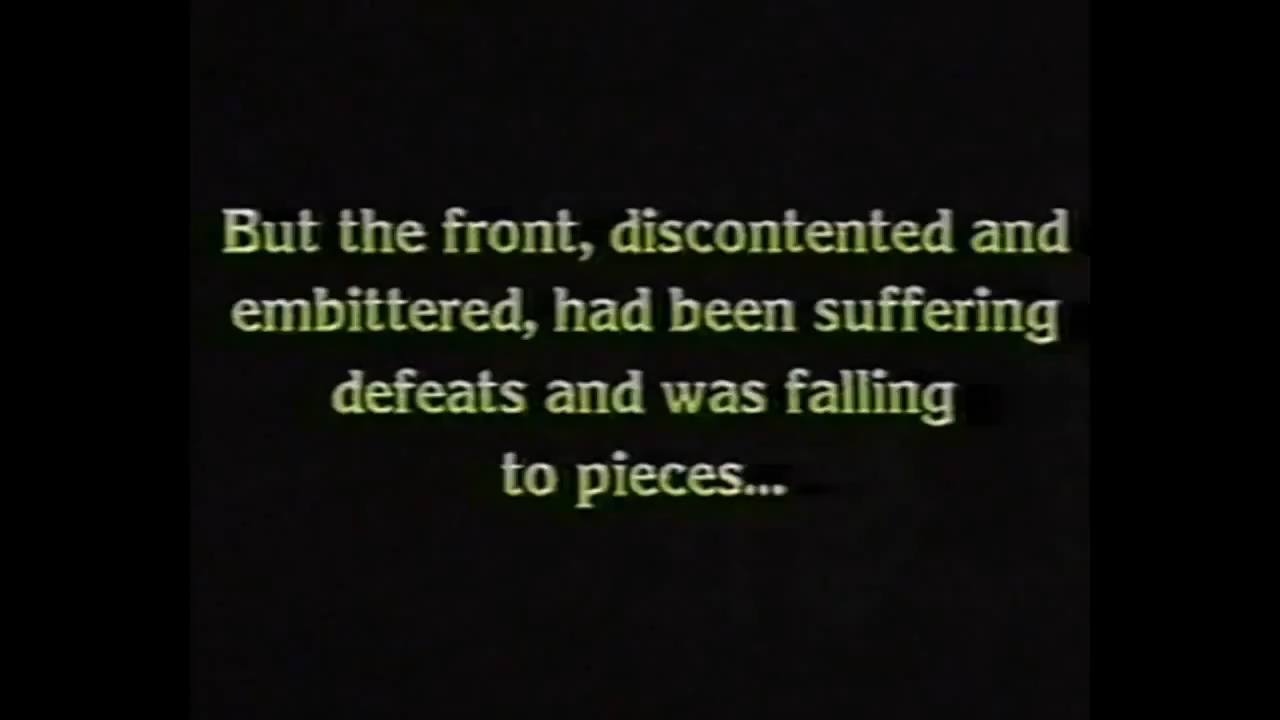 But the front, discontented and
embittered, had been suffering
defeats and was falling
to pieces...